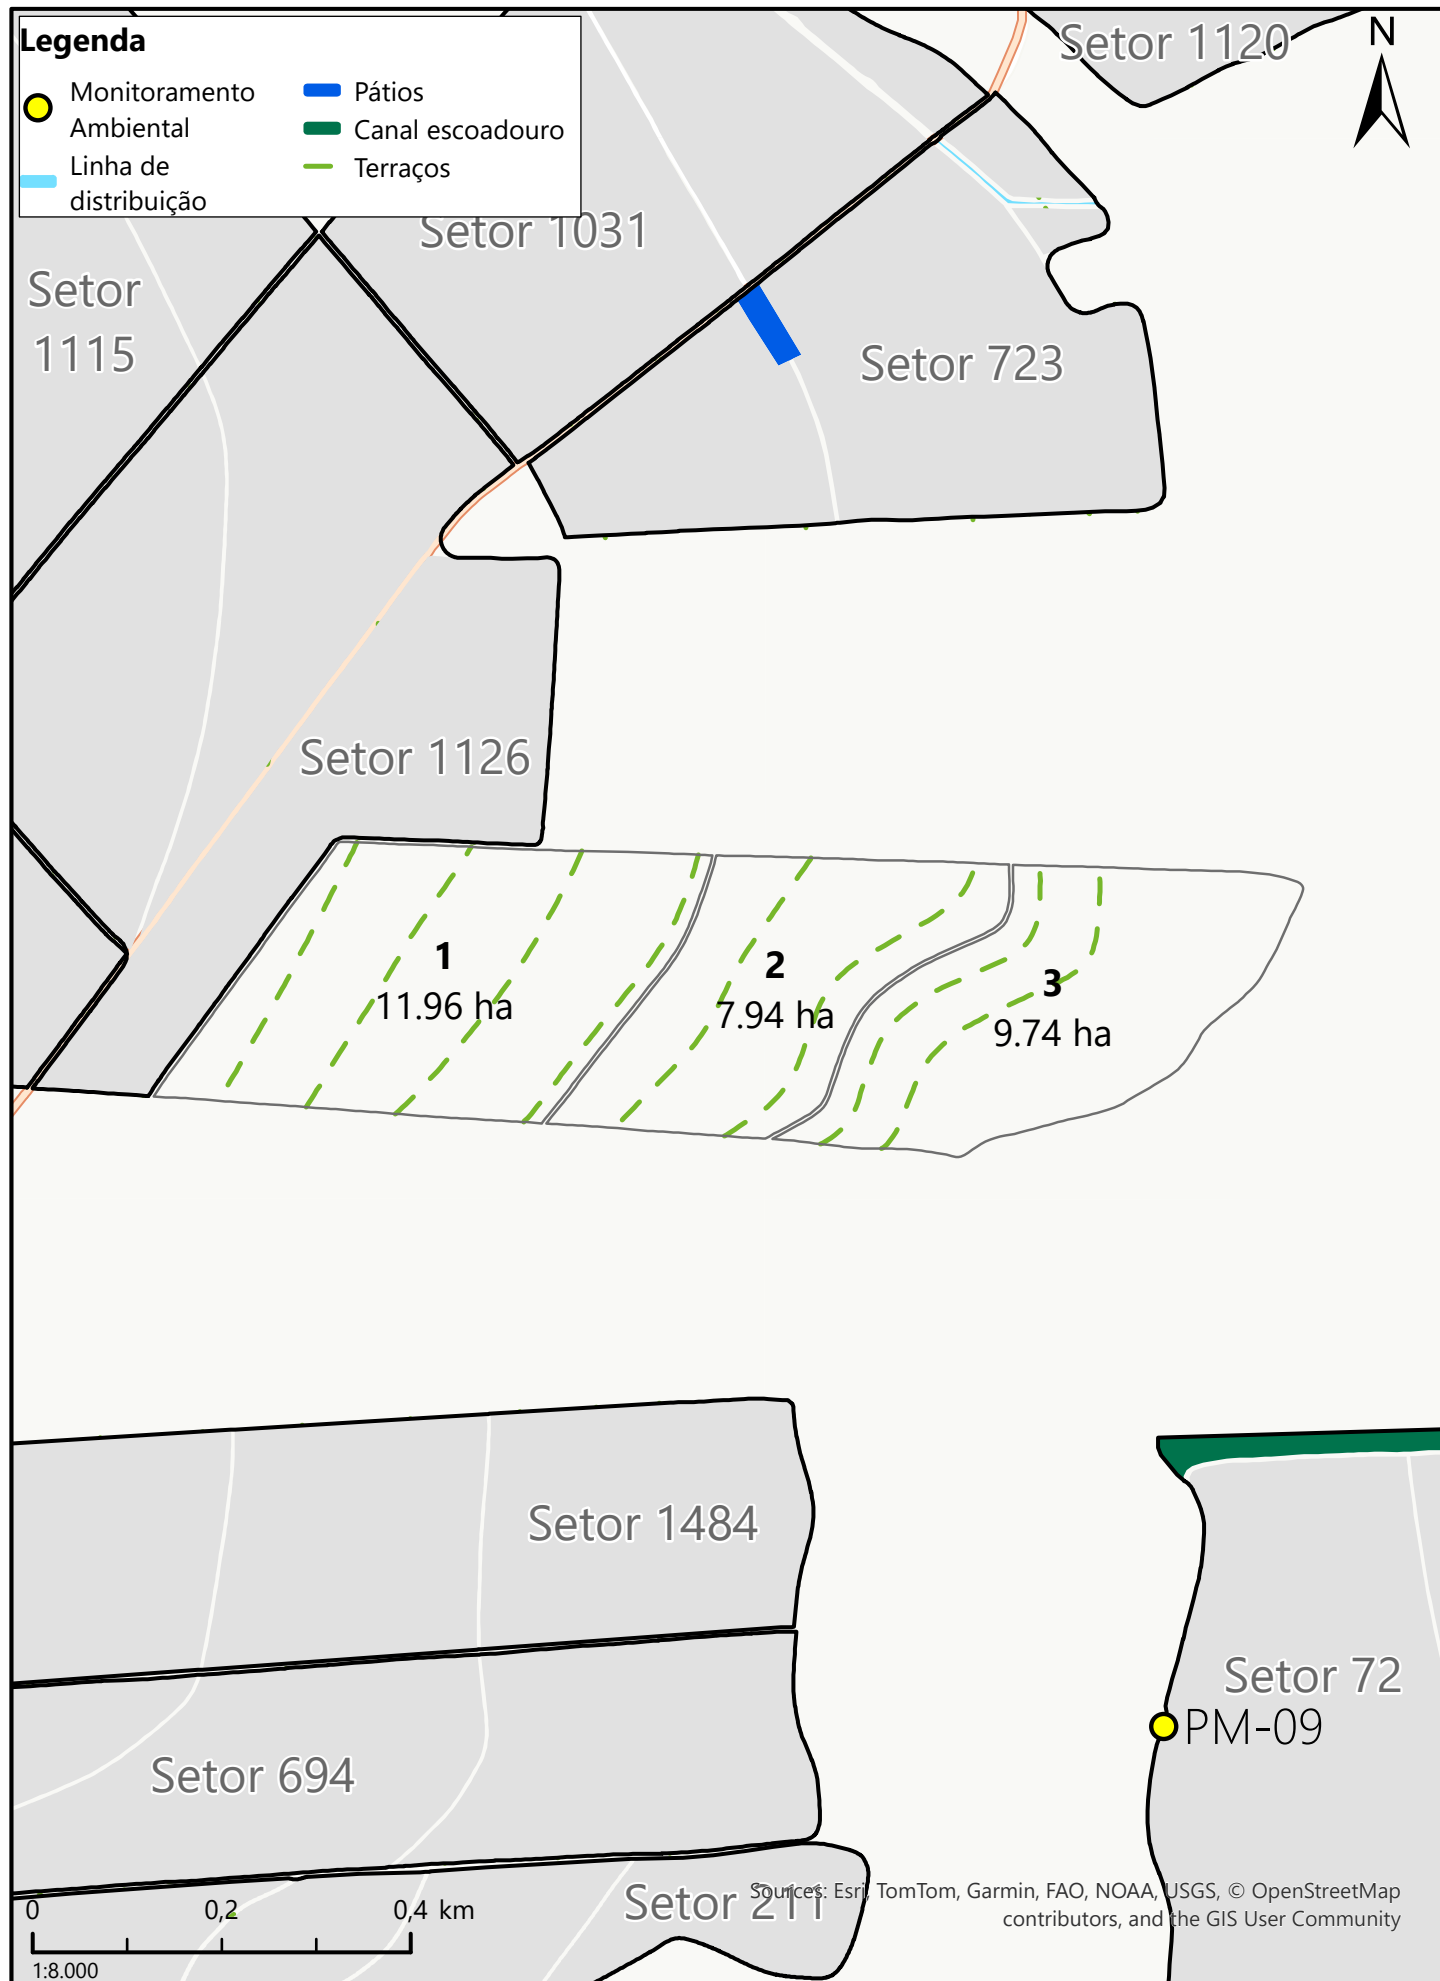 Legenda
Monitoramento
Ambiental
Linha de
distribuição
Pátios
Canal escoadouro
Terraços
Setor 1120
N
Setor 1031
Setor
1115
Setor 723
Setor 1126
1
11.96 ha
2
7.94 ha
3
9.74 ha
Setor 1484
Setor 72
PM-09
Setor 694
Setor 211
Sources: Esri, TomTom, Garmin, FAO, NOAA, USGS, © OpenStreetMap
contributors, and the GIS User Community
0 0,2 0,4 km
1:8.000